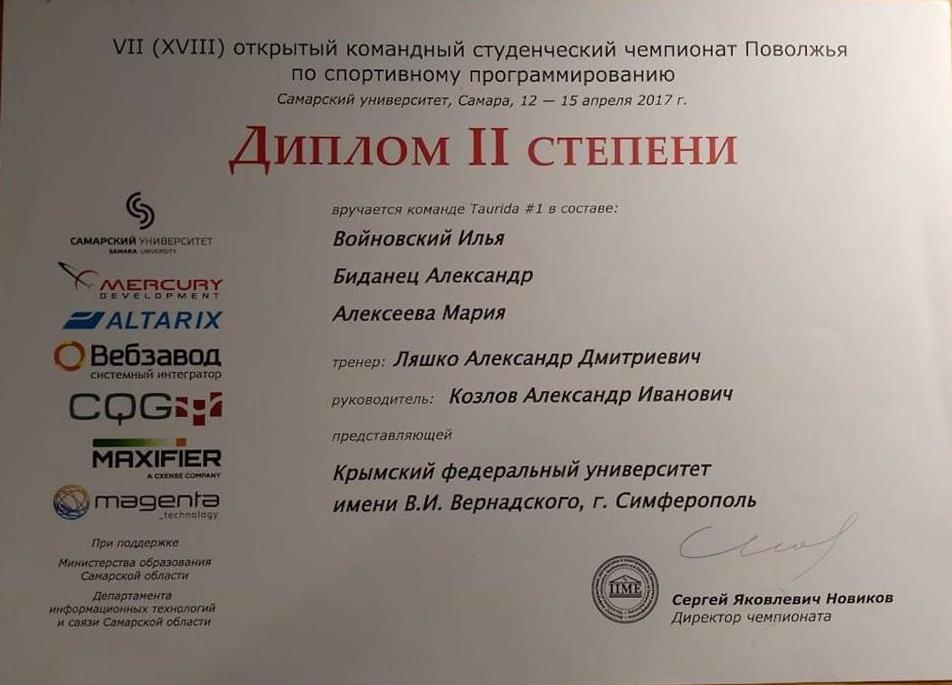 VII (XVIII) открытый командный студенческий чемпионат Поволжья
по спортивному программированию
Самарский университет, Самара, 12 — 15 апреля 2017 г.
Диплом II степени
САМАРСКИЙ УНИВЕРСИТЕТ
SAMARA UNIVERSITY
MERCURY
DEVELOPMENT
ALTARIX
Вебзавод
системный интегратор
CQG
MAXIFIER
A CXENSE COMPANY
magenta
_technology
При поддержке
Министерства образования
Самарской области
Департамента
информационных технологий
и связи Самарской области
вручается команде Taurida #1 в составе:
Войновский Илья
Биданец Александр
Алексеева Мария
тренер: Ляшко Александр Дмитриевич
руководитель: Козлов Александр Иванович
представляющей
Крымский федеральный университет
имени В.И. Вернадского, г. Симферополь
ПМЕ
Сергей Яковлевич Новиков
Директор чемпионата